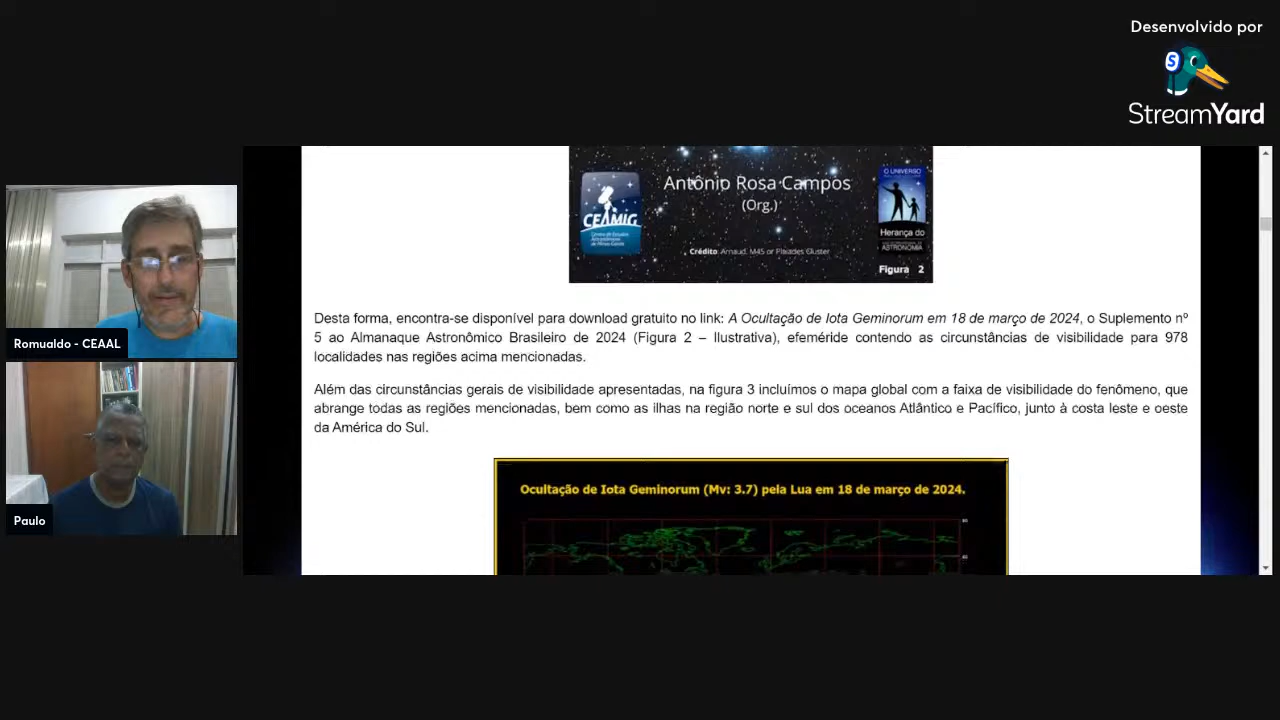 Desenvolvido por
StreamYard
Antônio Rosa Campos
(Org.)
CEAMIG
O UNIVERSO
Herança do
ASTRONOMIA
Crédito: Arnaud, M45 or Pleiades Cluster
Figura 2
Desta forma, encontra-se disponível para download gratuito no link: A Ocultação de Iota Geminorum em 18 de março de 2024, o Suplemento nº
5 ao Almanaque Astronômico Brasileiro de 2024 (Figura 2 – Ilustrativa), efeméride contendo as circunstâncias de visibilidade para 978
localidades nas regiões acima mencionadas.
Além das circunstâncias gerais de visibilidade apresentadas, na figura 3 incluímos o mapa global com a faixa de visibilidade do fenômeno, que
abrange todas as regiões mencionadas, bem como as ilhas na região norte e sul dos oceanos Atlântico e Pacífico, junto à costa leste e oeste
da América do Sul.
Ocultação de Iota Geminorum (Mv: 3.7) pela Lua em 18 de março de 2024.
Romualdo - CEAAL
Paulo